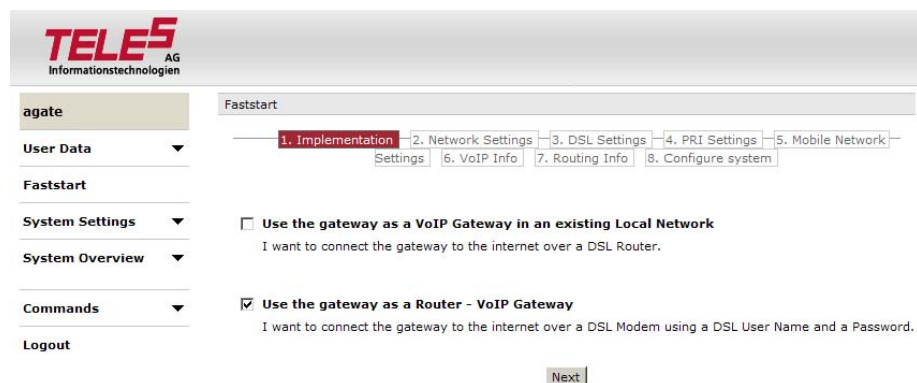 TELES AG
Informationstechnologien
agate
User Data
Faststart
System Settings
System Overview
Commands
Logout
Faststart
1. Implementation 2. Network Settings 3. DSL Settings 4. PRI Settings 5. Mobile Network
Settings 6. VoIP Info 7. Routing Info 8. Configure system
Use the gateway as a VoIP Gateway in an existing Local Network
I want to connect the gateway to the internet over a DSL Router.
Use the gateway as a Router - VoIP Gateway
I want to connect the gateway to the internet over a DSL Modem using a DSL User Name and a Password.
Next